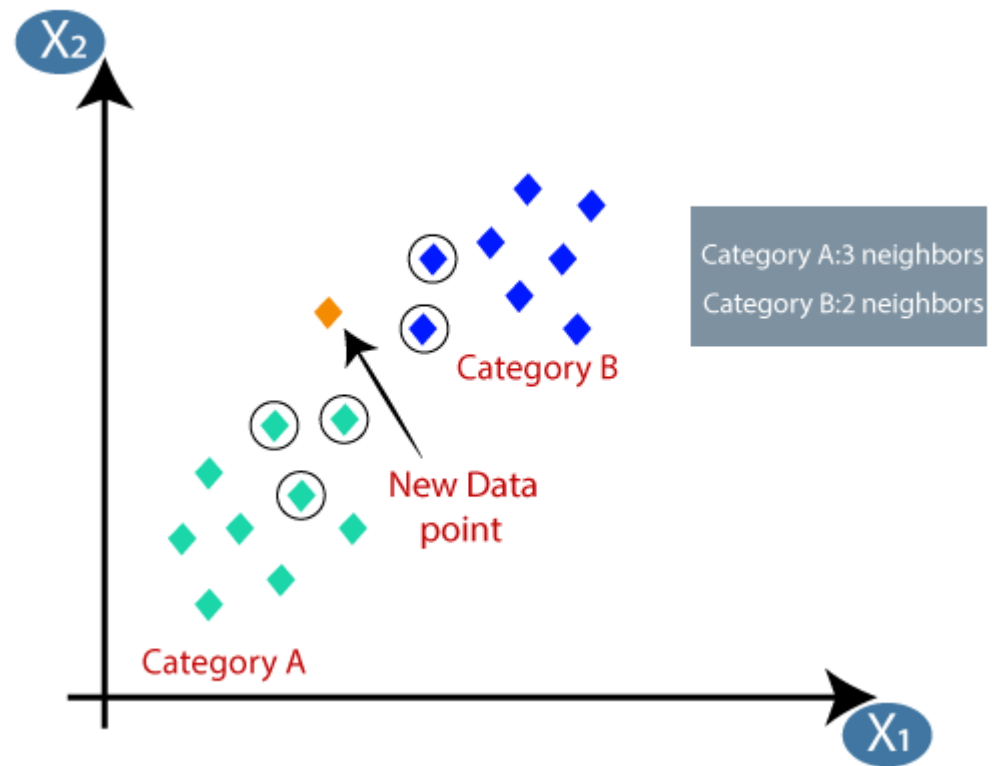 X₂
Category A:3 neighbors
Category B:2 neighbors
Category B
New Data
point
Category A
X₁